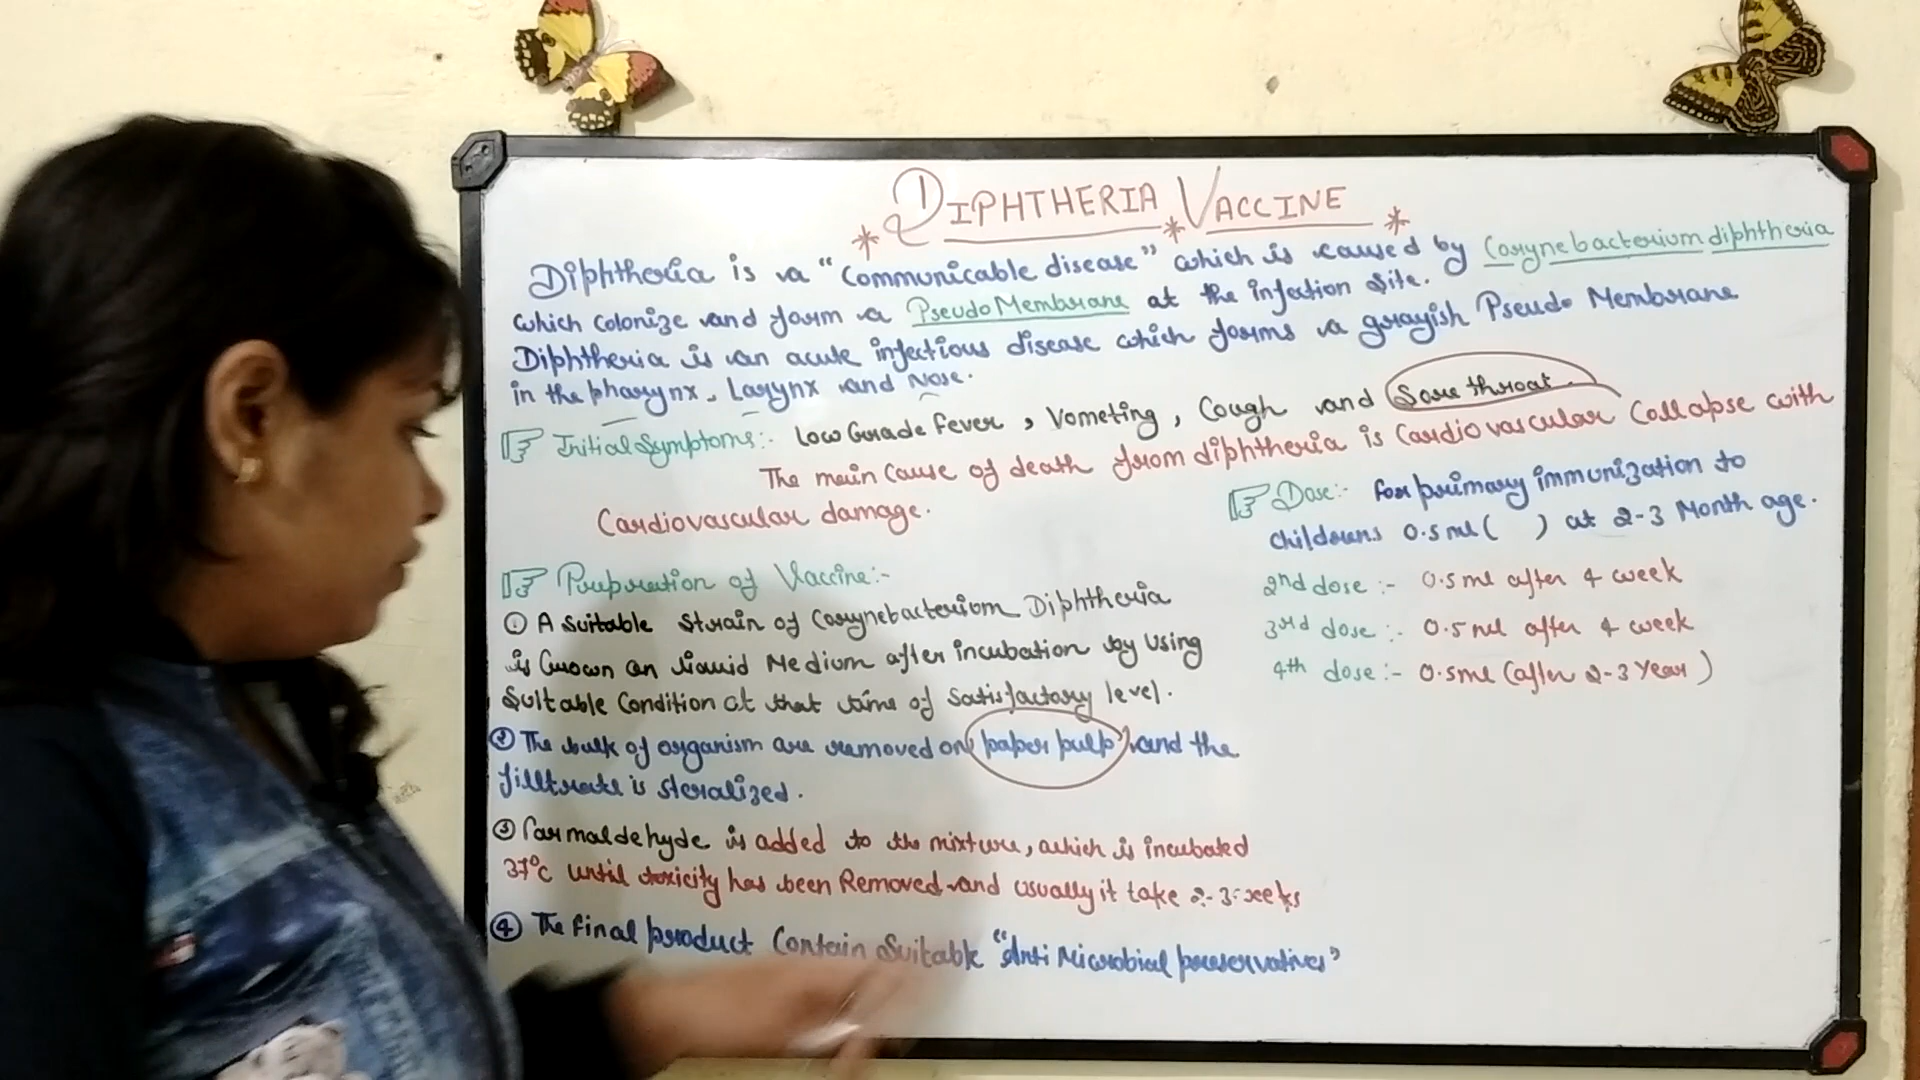 DIPHTHERIA VACCINE
Diphtheria is a "Communicable disease" which is caused by Corynebacterium diphtheria
which colonize and form a Pseudo Membrane at the infection site.
Diphtheria is an acute infectious disease which forms a grayish Pseudo Membrane
in the pharynx, Larynx and Nose.
Initial Symptoms:- Low Grade fever, Vometing, Cough and Sore throat.
The main cause of death from diphtheria is Cardiovascular Collapse with
Cardiovascular damage.
Preparation of Vaccine:-
① A Suitable Strain of Corynebacteriom Diphtheria
is Grown on liquid Medium after incubation by Using
Suitable Condition at that time of Satisfactory level.
② The bulk of organism are removed on paper pulp and the
filltrate is steralized.
③ Farmaldehyde is added to the mixture, which is incubated
37°C until toxicity has been Removed and usually it take 2-3 weeks
④ The final product Contain Suitable "Anti Microbial preservatives"
Dose:- For primary immunization to
childrens 0.5 ml ( ) at 2-3 Month age.
2nd dose:- 0.5 ml after 4 week
3rd dose:- 0.5 ml after 4 week
4th dose:- 0.5ml (after 2-3 Year)